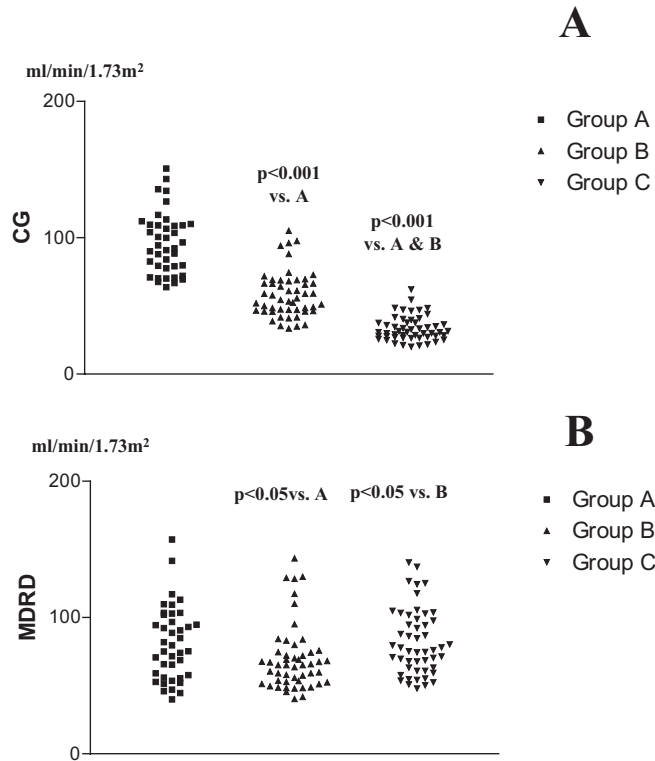 A
ml/min/1.73m²
200
Group A
Group B
Group C
p<0.001
vs. A
p<0.001
vs. A & B
CG
100
0
B
ml/min/1.73m²
200
p<0.05vs. A
p<0.05 vs. B
Group A
Group B
Group C
MDRD
100
0